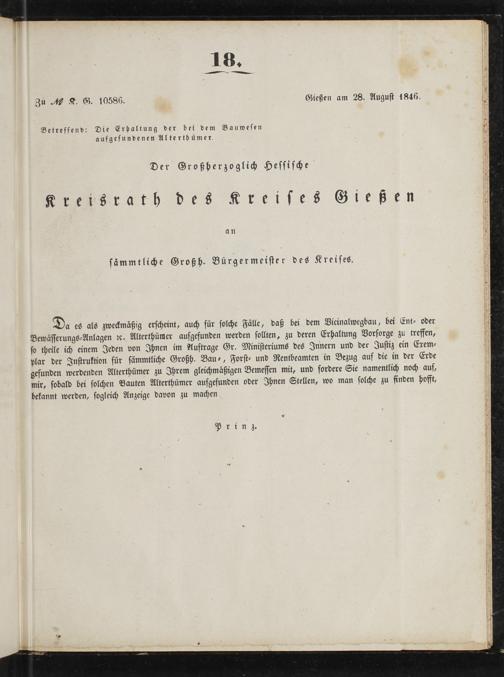 18.
Zu № K. G. 10586. Gießen am 28. August 1846.
Betreffend: Die Erhaltung der bei dem Bauwesen
aufgefundenen Alterthümer.
Der Großherzoglich Hessische
Kreisrath des Kreises Gießen
an
sämmtliche Großh. Bürgermeister des Kreises.
Da es als zweckmäßig erscheint, auch für solche Fälle, daß bei dem Vicinalwegbau, bei Ent- oder
Bewässerungs-Anlagen ꝛc. Alterthümer aufgefunden werden sollten, zu deren Erhaltung Vorsorge zu treffen,
so theile ich einem Jeden von Ihnen im Auftrage Gr. Ministeriums des Innern und der Justiz ein Exem-
plar der Instruktion für sämmtliche Großh. Bau-, Forst- und Rentbeamten in Bezug auf die in der Erde
gefunden werdenden Alterthümer zu Ihrem gleichmäßigen Bemessen mit, und fordere Sie namentlich noch auf,
mir, sobald bei solchen Bauten Alterthümer aufgefunden oder Ihnen Stellen, wo man solche zu finden hofft,
bekannt werden, sogleich Anzeige davon zu machen
Prinz.